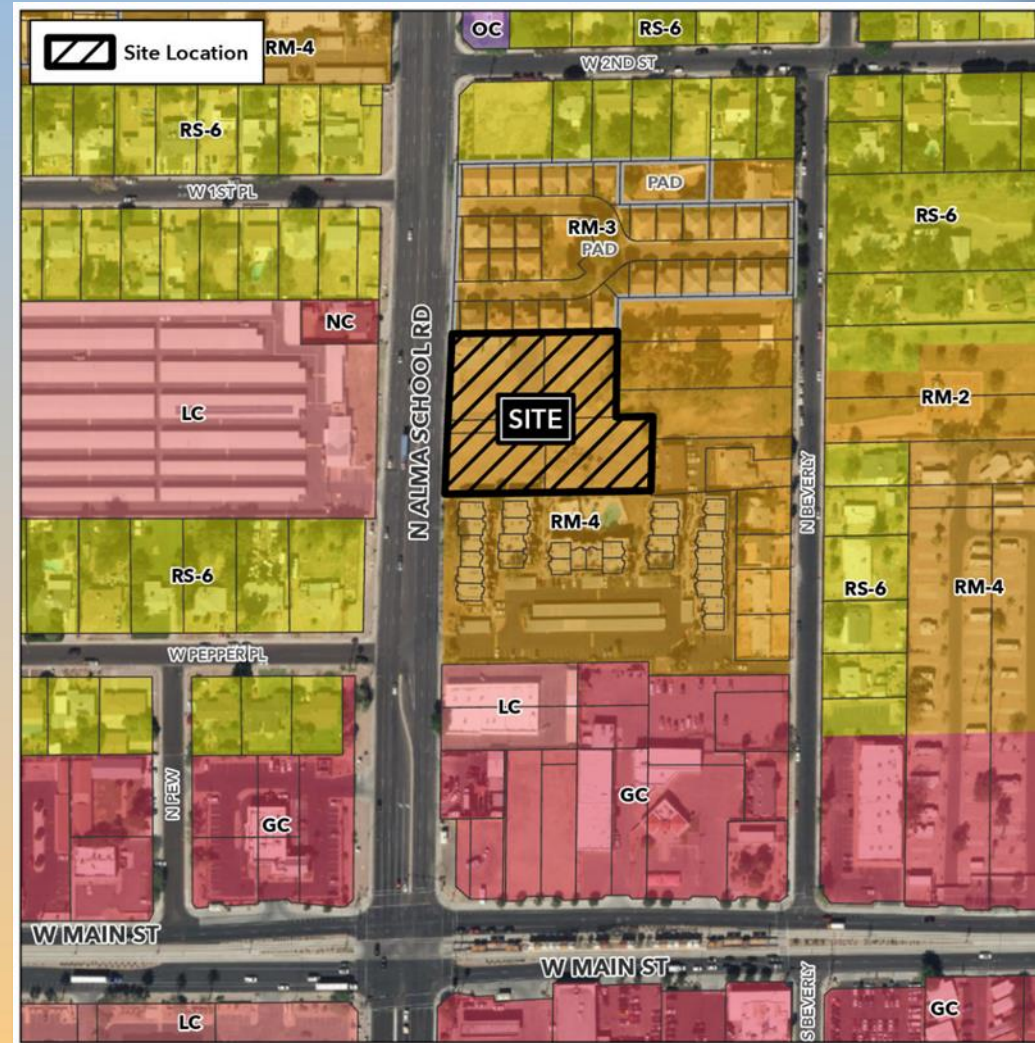 Site Location
RM-4
OC
RS-6
W 2ND ST
RS-6
W 1ST PL
PAD
RM-3
PAD
RS-6
NC
LC
N ALMA SCHOOL RD
SITE
RM-2
N BEVERLY
RM-4
RS-6
RS-6
RM-4
W PEPPER PL
LC
N PEW
GC
GC
W MAIN ST
W MAIN ST
S BEVERLY
LC
GC